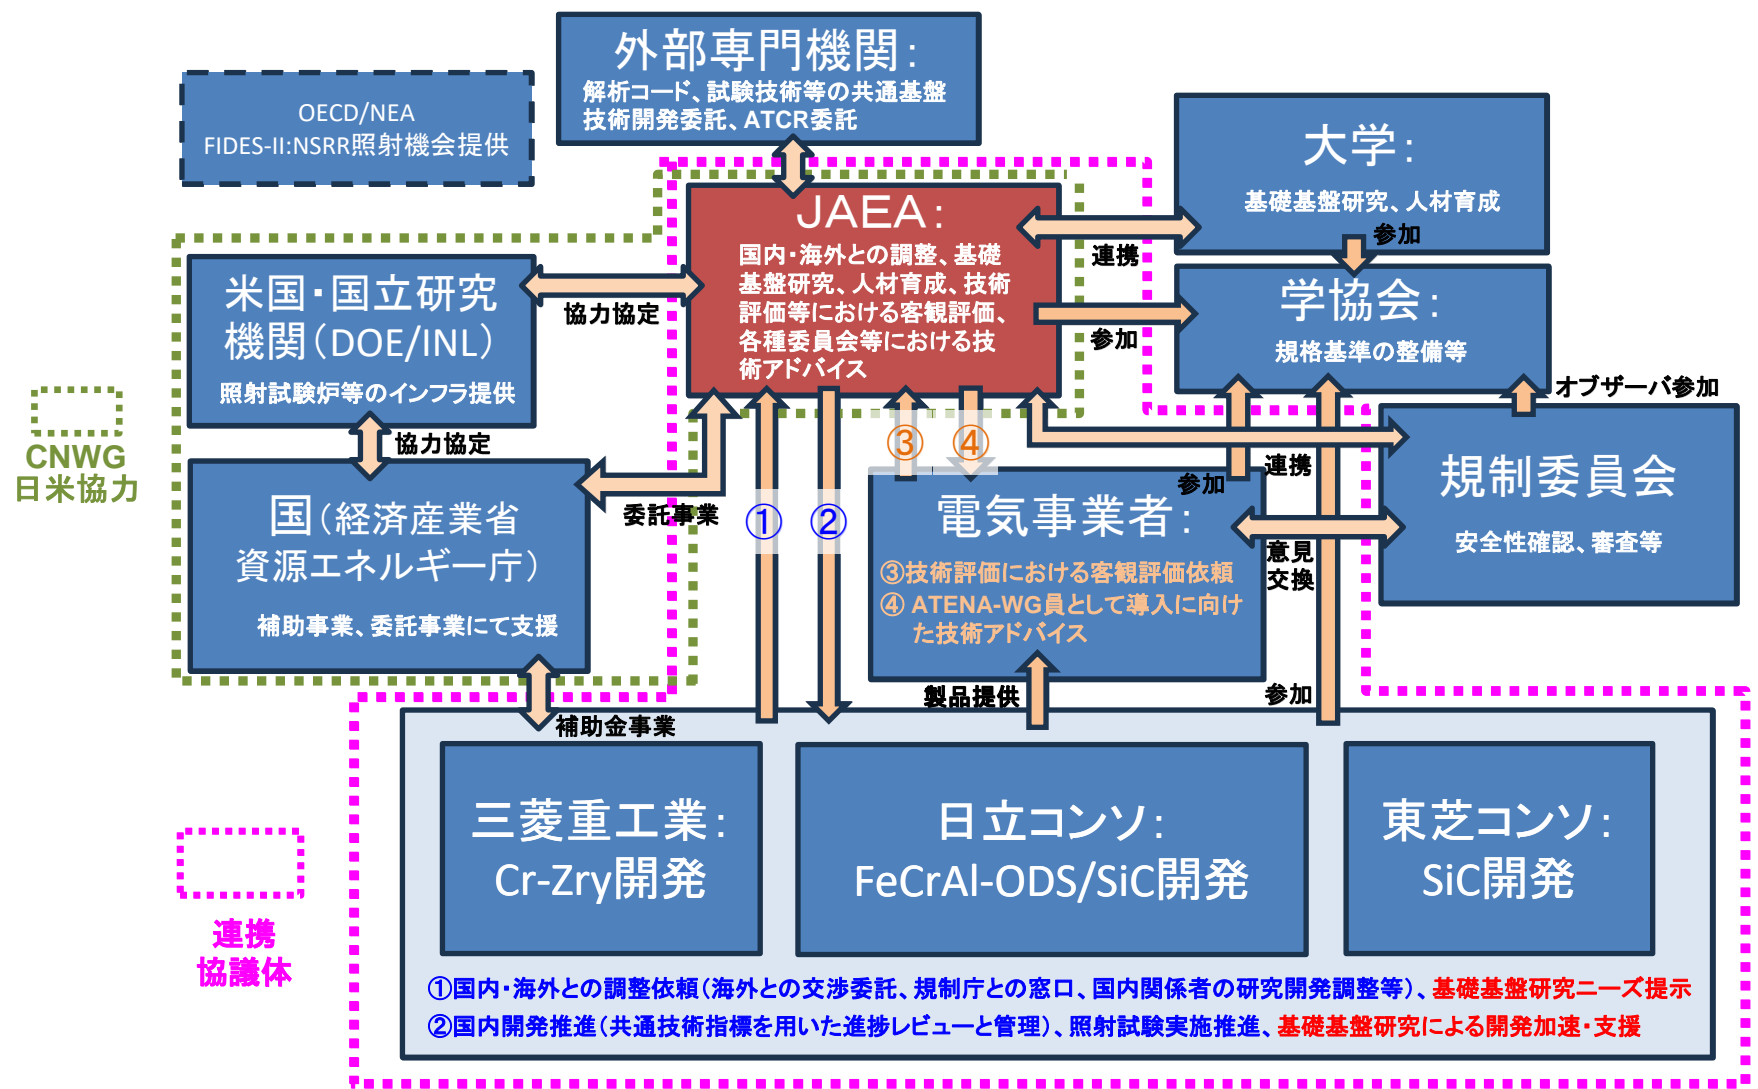 外部専門機関：
解析コード、試験技術等の共通基盤
技術開発委託、ATCR委託
OECD/NEA
FIDES-II:NSRR照射機会提供
大学：
基礎基盤研究、人材育成
参加
JAEA：
国内・海外との調整、基礎
基盤研究、人材育成、技術
評価等における客観評価、
各種委員会等における技
術アドバイス
連携
参加
学協会：
規格基準の整備等
米国・国立研究
機関（DOE/INL）
照射試験炉等のインフラ提供
協力協定
協力協定
オブザーバ参加
CNWG
日米協力
国（経済産業省
資源エネルギー庁）
補助事業、委託事業にて支援
委託事業
①
②
③
④
電気事業者：
③技術評価における客観評価依頼
④ ATENA-WG員として導入に向け
た技術アドバイス
参加
連携
意見
交換
規制委員会
安全性確認、審査等
補助金事業
製品提供
参加
三菱重工業：
Cr-Zry開発
日立コンソ：
FeCrAl-ODS/SiC開発
東芝コンソ：
SiC開発
連携
協議体
①国内・海外との調整依頼（海外との交渉委託、規制庁との窓口、国内関係者の研究開発調整等）、基礎基盤研究ニーズ提示
②国内開発推進（共通技術指標を用いた進捗レビューと管理）、照射試験実施推進、基礎基盤研究による開発加速・支援